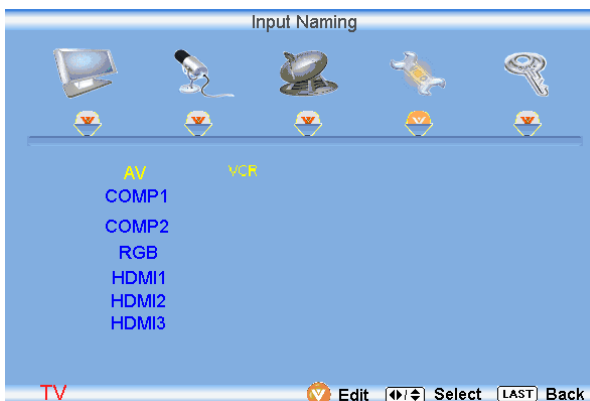 Input Naming
AV VCR
COMP1
COMP2
RGB
HDMI1
HDMI2
HDMI3
TV Edit Select LAST Back